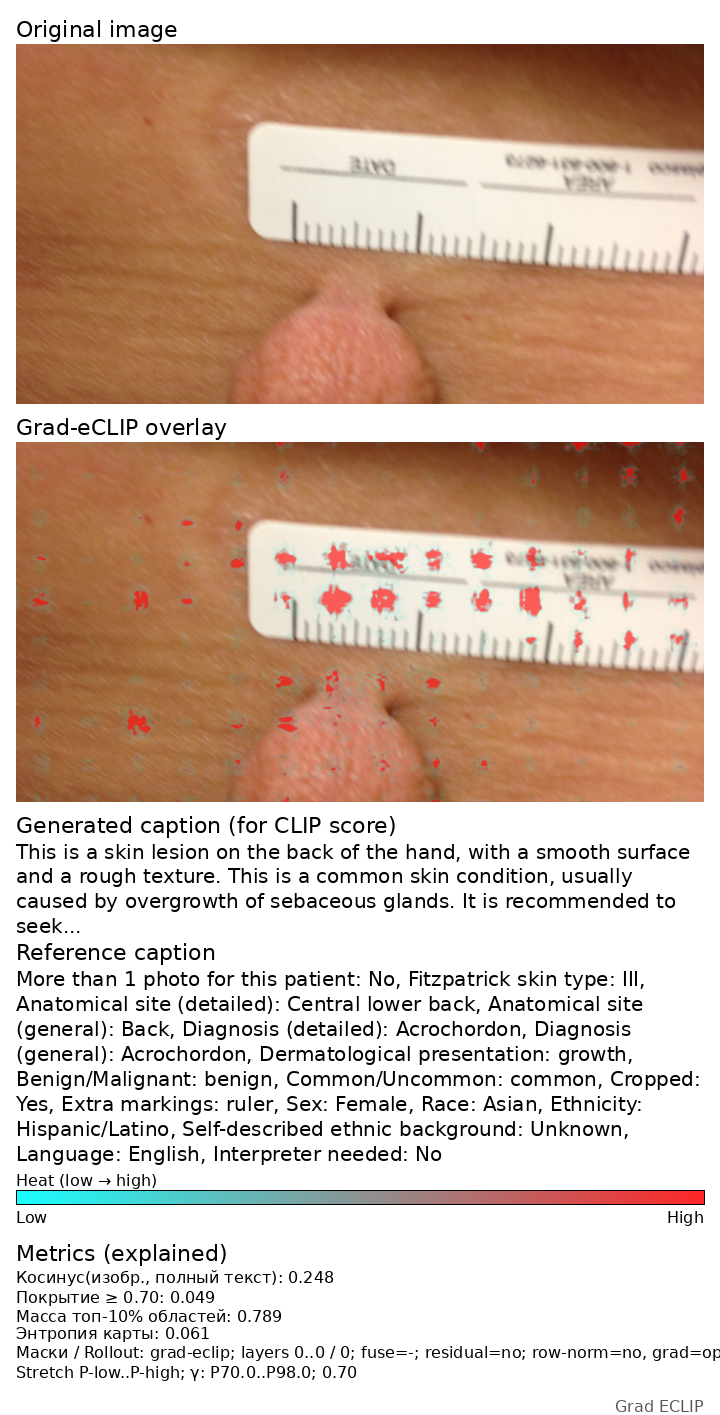 Original image
DATE
1-800-831-6273
AREA
Grad-eCLIP overlay
DATE
AREA
Generated caption (for CLIP score)
This is a skin lesion on the back of the hand, with a smooth surface
and a rough texture. This is a common skin condition, usually
caused by overgrowth of sebaceous glands. It is recommended to
seek...
Reference caption
More than 1 photo for this patient: No, Fitzpatrick skin type: III,
Anatomical site (detailed): Central lower back, Anatomical site
(general): Back, Diagnosis (detailed): Acrochordon, Diagnosis
(general): Acrochordon, Dermatological presentation: growth,
Benign/Malignant: benign, Common/Uncommon: common, Cropped:
Yes, Extra markings: ruler, Sex: Female, Race: Asian, Ethnicity:
Hispanic/Latino, Self-described ethnic background: Unknown,
Language: English, Interpreter needed: No
Heat (low → high)
Low High
Metrics (explained)
Косинус(изобр., полный текст): 0.248
Покрытие ≥ 0.70: 0.049
Масса топ-10% областей: 0.789
Энтропия карты: 0.061
Маски / Rollout: grad-eclip; layers 0..0 / 0; fuse=-; residual=no; row-norm=no, grad=op
Stretch P-low..P-high; γ: P70.0..P98.0; 0.70
Grad ECLIP